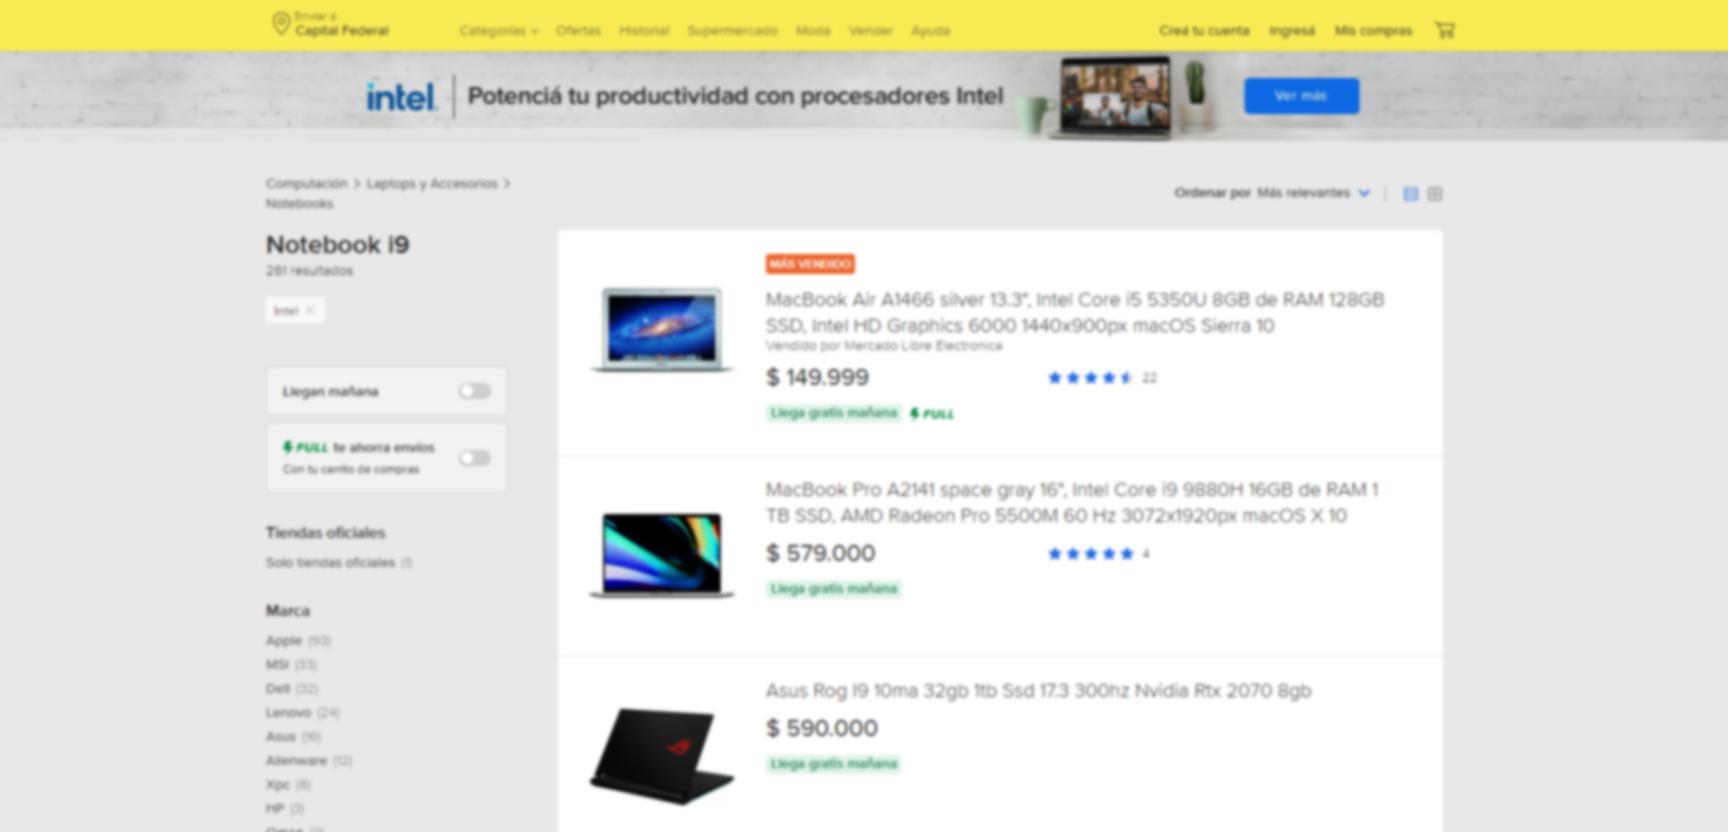 Enviar a
Capital Federal
Categorías Ofertas Historial Supermercado Moda Vender Ayuda
Creá tu cuenta Ingresá Mis compras
intel. Potenciá tu productividad con procesadores Intel
Ver más
Computación > Laptops y Accesorios >
Notebooks
Ordenar por Más relevantes
Notebook i9
261 resultados
Intel ×
Llegan mañana
FULL te ahorra envíos
Con tu carrito de compras
Tiendas oficiales
Solo tiendas oficiales (1)
Marca
Apple (93)
MSI (33)
Dell (32)
Lenovo (24)
Asus (16)
Alienware (12)
Xpc (8)
HP (3)
MÁS VENDIDO
MacBook Air A1466 silver 13.3", Intel Core i5 5350U 8GB de RAM 128GB
SSD, Intel HD Graphics 6000 1440x900px macOS Sierra 10
Vendido por Mercado Libre Electronica
$ 149.999
22
Llega gratis mañana FULL
MacBook Pro A2141 space gray 16", Intel Core i9 9880H 16GB de RAM 1
TB SSD, AMD Radeon Pro 5500M 60 Hz 3072x1920px macOS X 10
$ 579.000
4
Llega gratis mañana
Asus Rog I9 10ma 32gb 1tb Ssd 17.3 300hz Nvidia Rtx 2070 8gb
$ 590.000
Llega gratis mañana